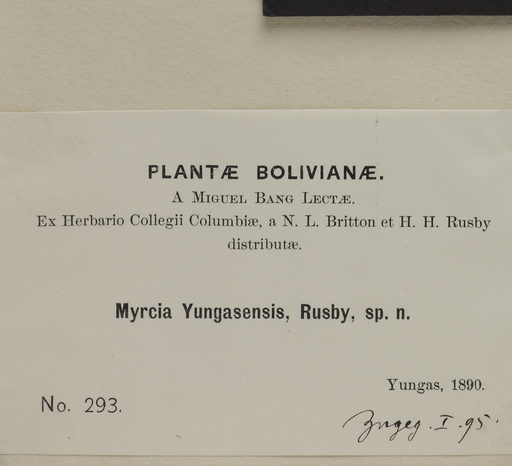 PLANTÆ BOLIVIANÆ.
A MIGUEL BANG LECTÆ.
Ex Herbario Collegii Columbiæ, a N. L. Britton et H. H. Rusby
distributæ.
Myrcia Yungasensis, Rusby, sp. n.
Yungas, 1890.
No. 293.
I. 95.